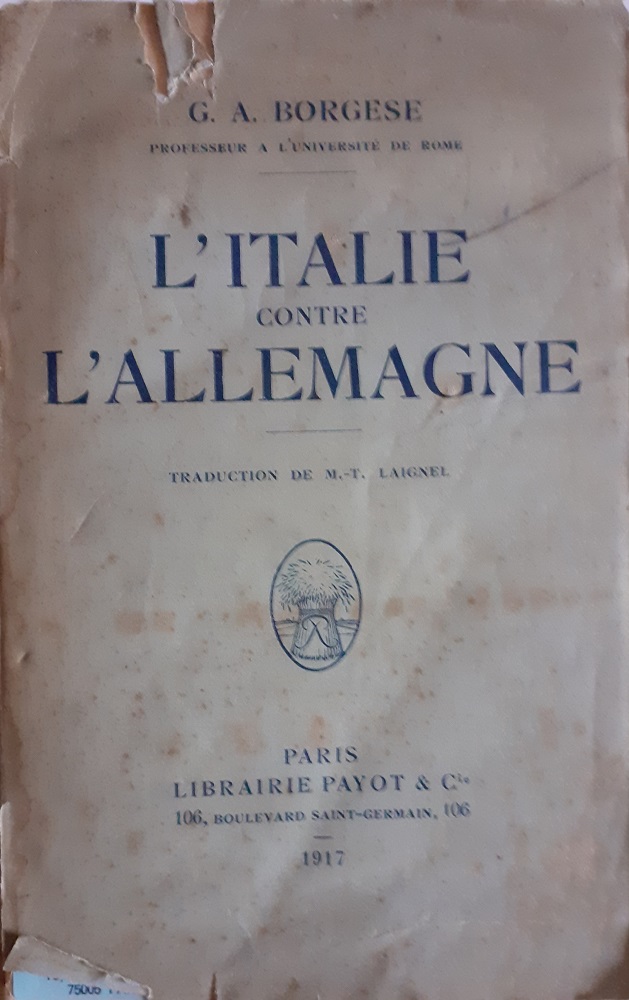 G. A. BORGESE
PROFESSEUR A L'UNIVERSITÉ DE ROME
L'ITALIE
CONTRE
L'ALLEMAGNE
TRADUCTION DE M.-T. LAIGNEL
PARIS
LIBRAIRIE PAYOT & Cie
106, BOULEVARD SAINT-GERMAIN, 106
1917